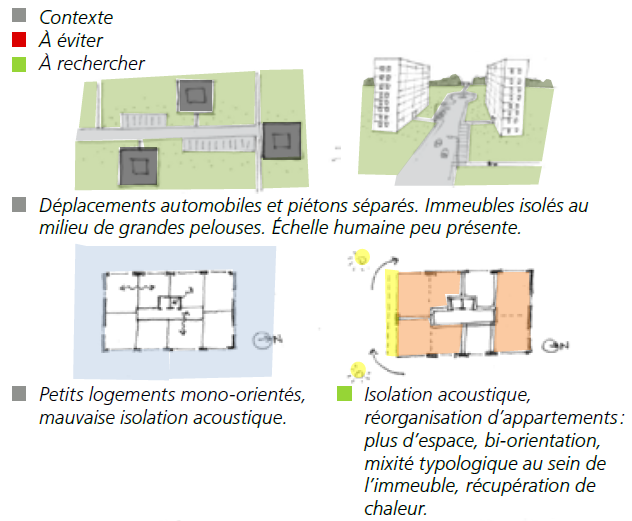 Contexte
À éviter
À rechercher
Déplacements automobiles et piétons séparés. Immeubles isolés au
milieu de grandes pelouses. Échelle humaine peu présente.
N
N
Petits logements mono-orientés,
mauvaise isolation acoustique.
Isolation acoustique,
réorganisation d’appartements :
plus d’espace, bi-orientation,
mixité typologique au sein de
l’immeuble, récupération de
chaleur.